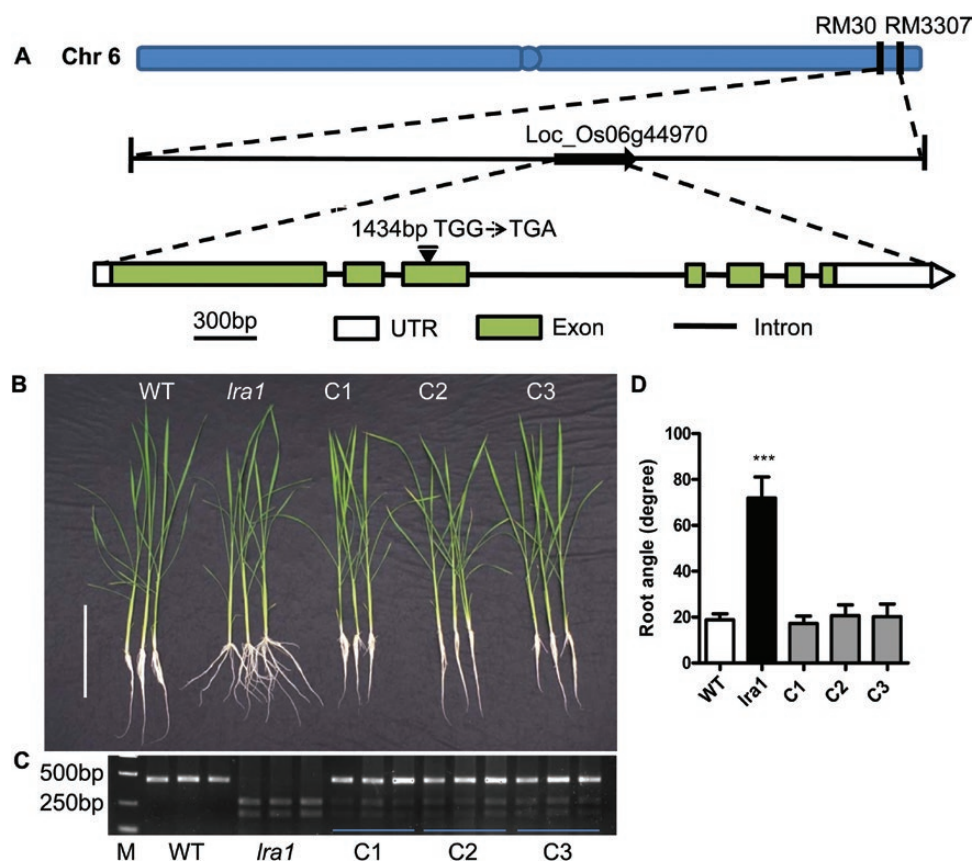 A
Chr 6
RM30 RM3307
Loc_Os06g44970
1434bp TGG→TGA
300bp
UTR
Exon
Intron
B
WT
lra1
C1
C2
C3
C
500bp
250bp
M
WT
lra1
C1
C2
C3
D
Root angle (degree)
100
80
60
40
20
0
***
WT
lra1
C1
C2
C3